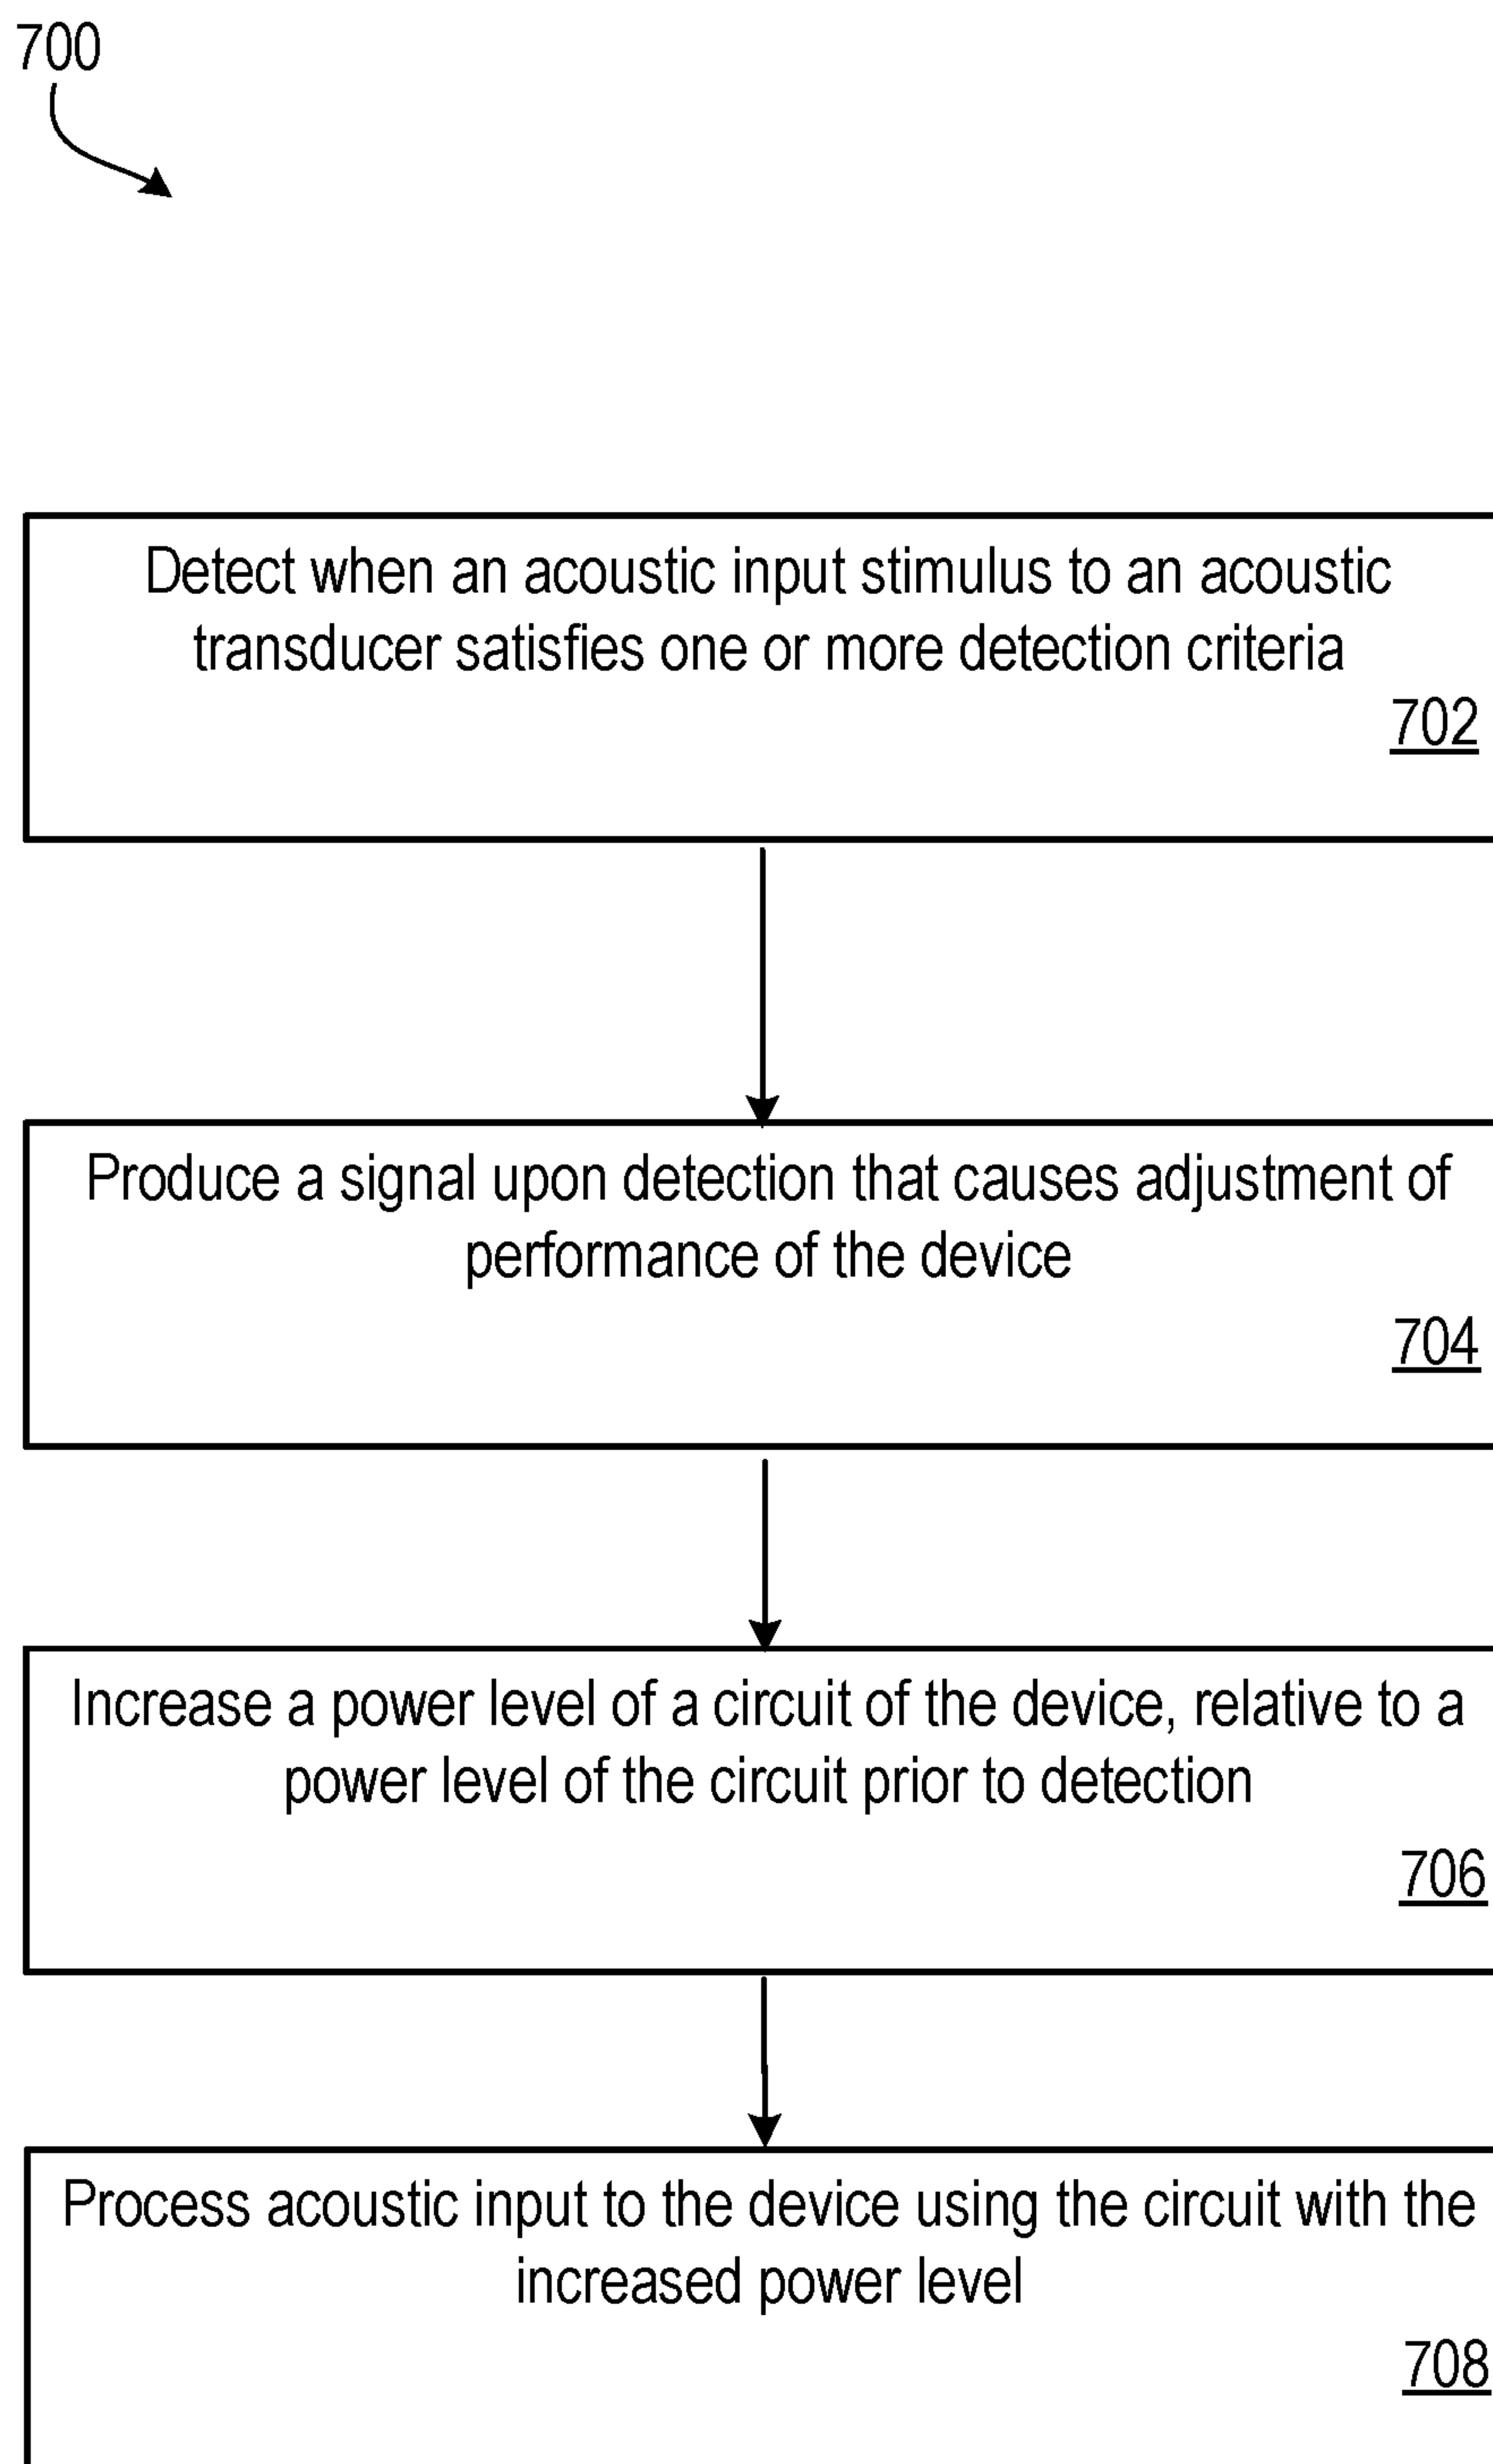 700
Detect when an acoustic input stimulus to an acoustic
transducer satisfies one or more detection criteria
702
Produce a signal upon detection that causes adjustment of
performance of the device
704
Increase a power level of a circuit of the device, relative to a
power level of the circuit prior to detection
706
Process acoustic input to the device using the circuit with the
increased power level
708